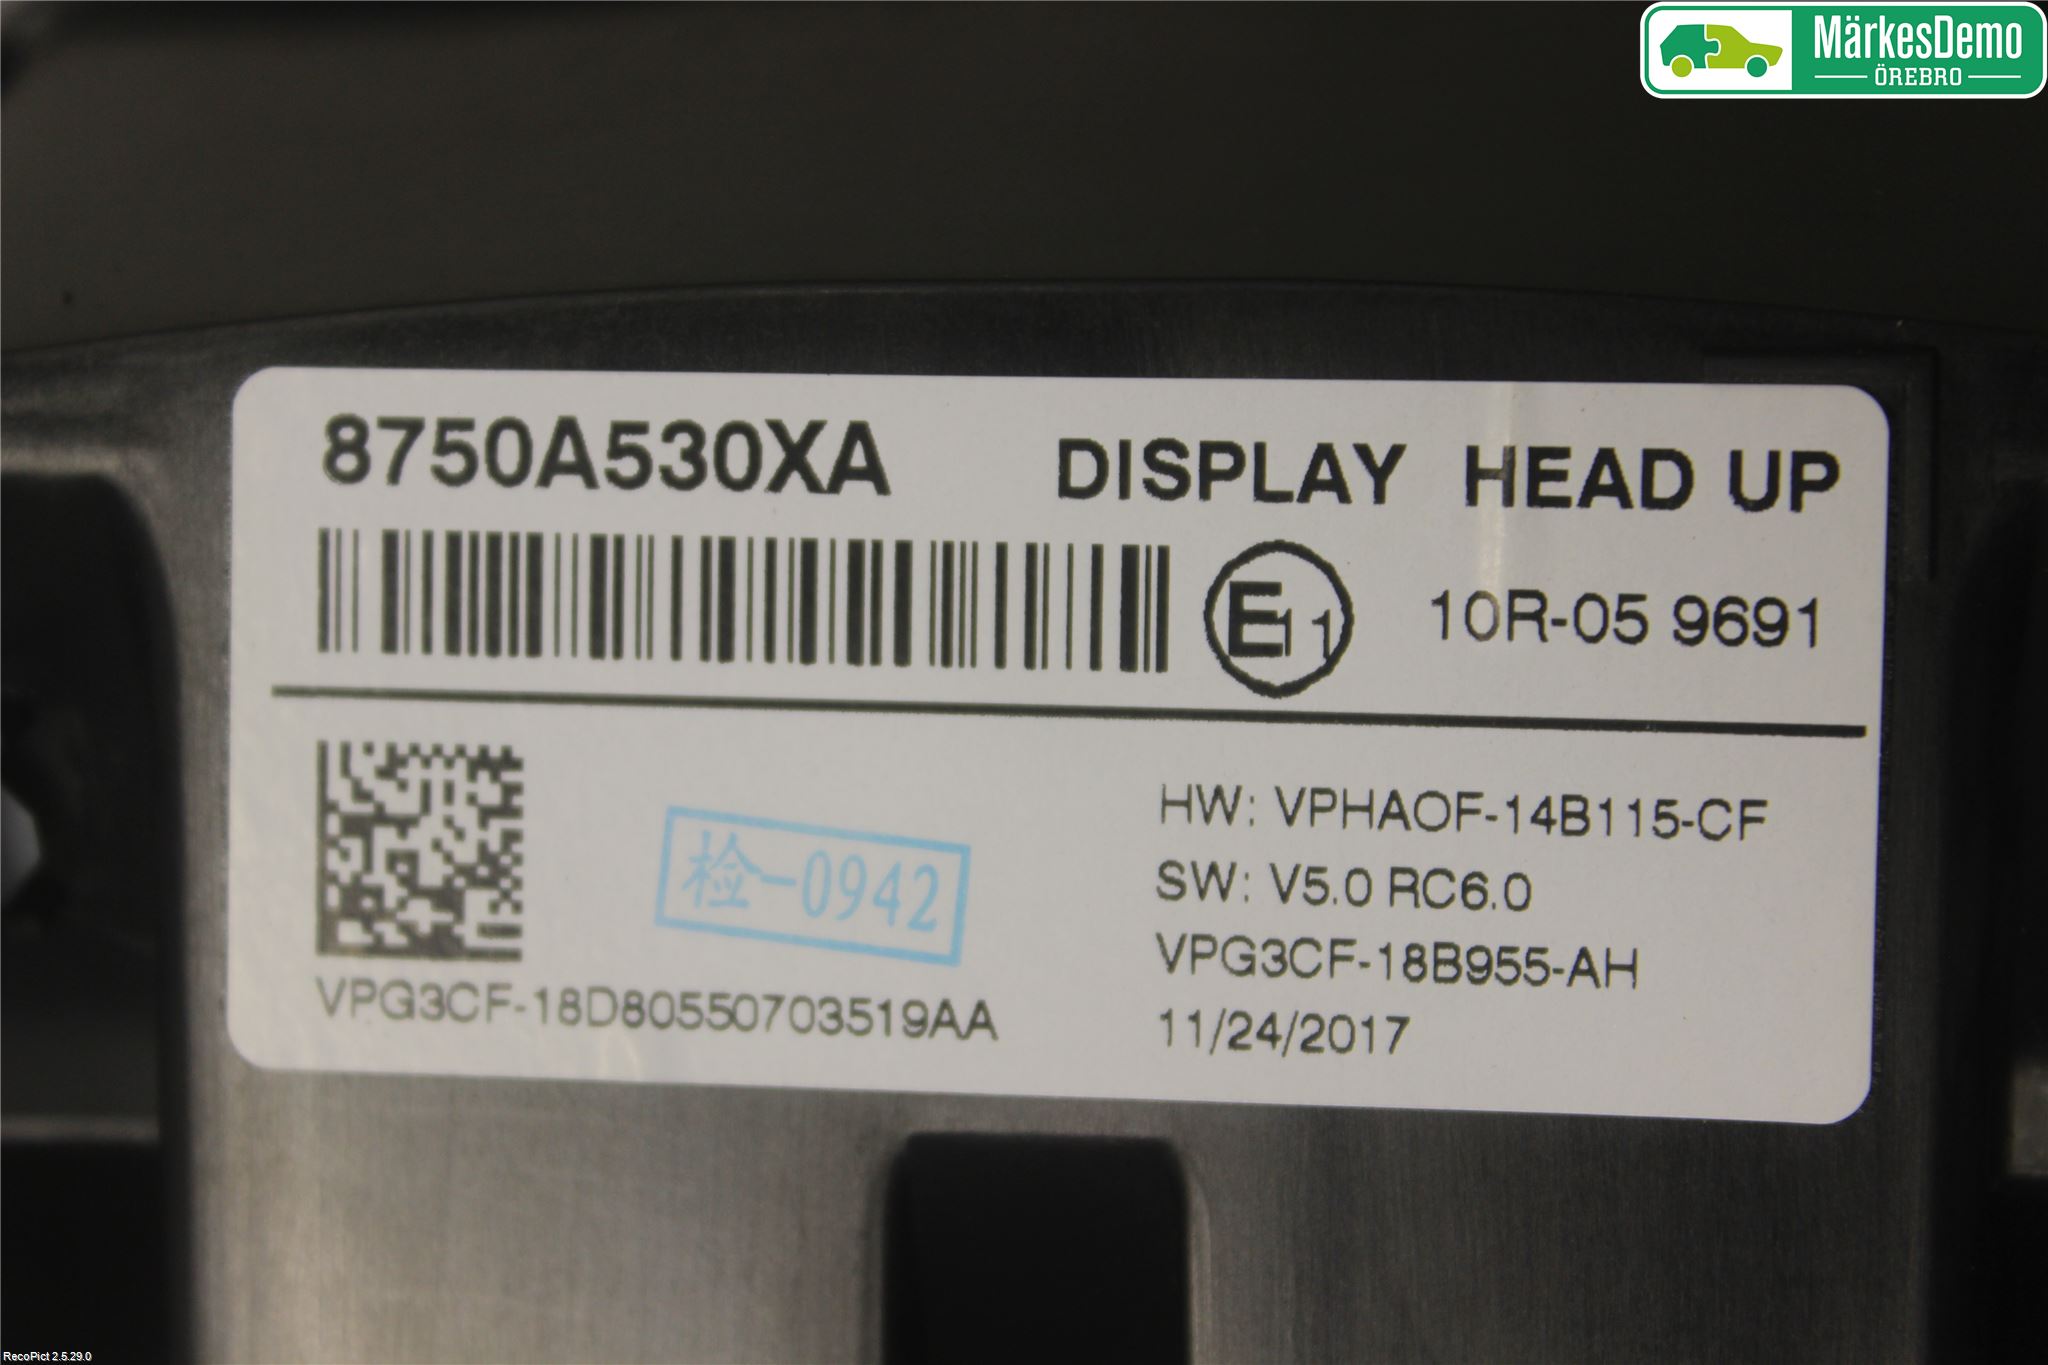 MärkesDemo
ÖREBRO
8750A530XA
DISPLAY HEAD UP
E11
10R-05 9691
HW: VPHAOF-14B115-CF
SW: V5.0 RC6.0
VPG3CF-18B955-AH
11/24/2017
检-0942
VPG3CF-18D80550703519AA
RecoPict 2.5.29.0